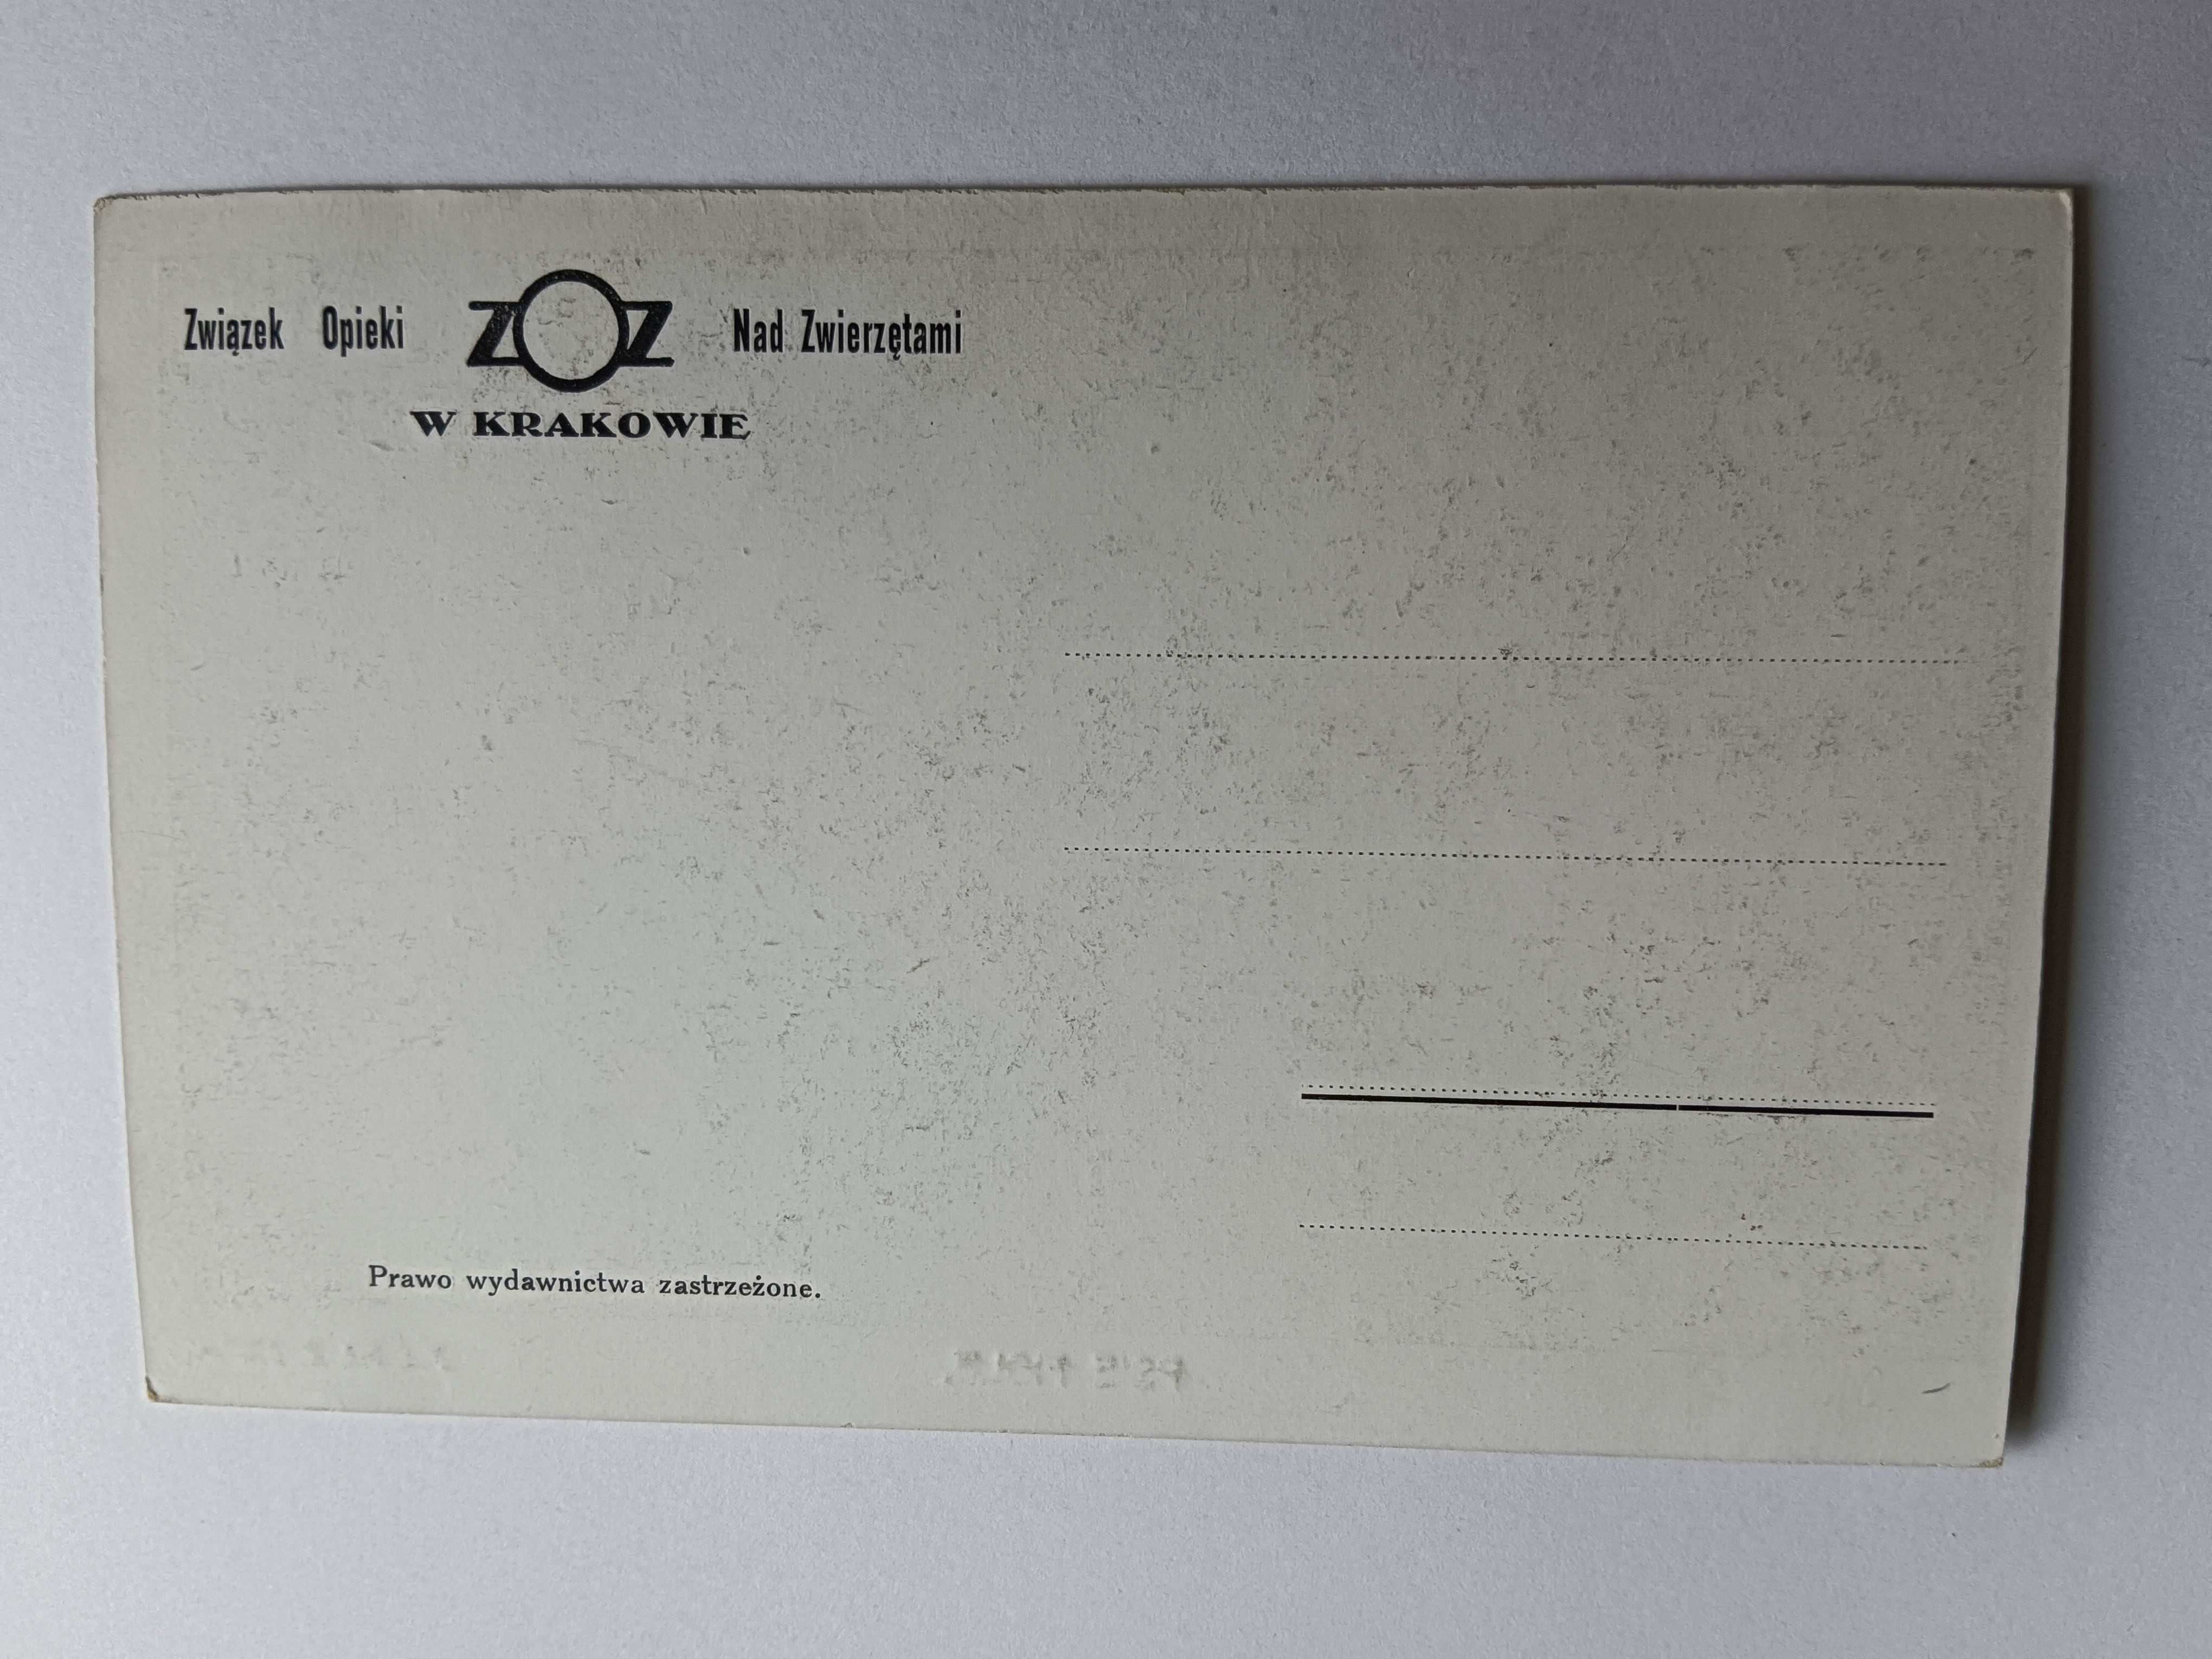 Związek Opieki ZOZ Nad Zwierzętami
W KRAKOWIE
Prawo wydawnictwa zastrzeżone.